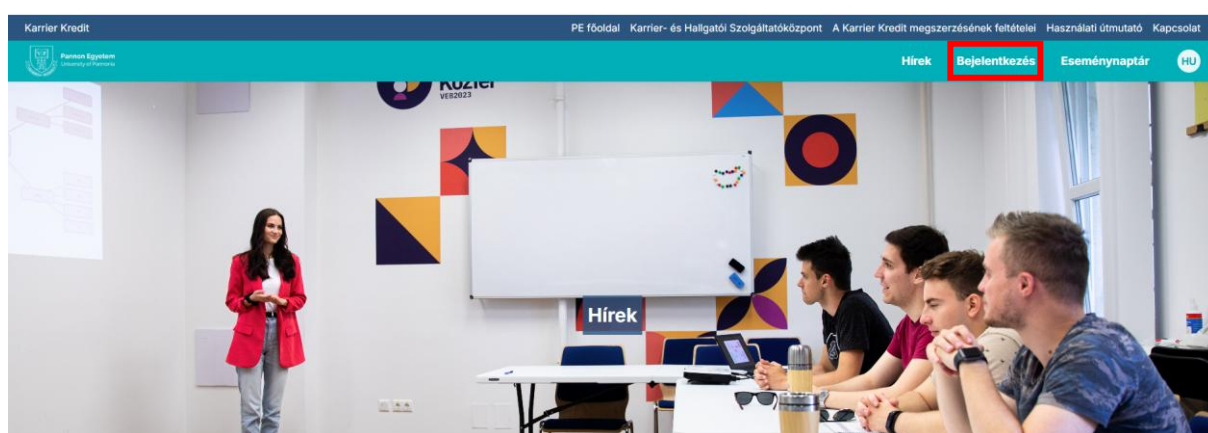 Karrier Kredit
PE főoldal Karrier- és Hallgatói Szolgáltatóközpont A Karrier Kredit megszerzésének feltételei Használati útmutató Kapcsolat
Pannon Egyetem
University of Pannonia
Hírek Bejelentkezés Eseménynaptár HU
VEB2023
Hírek